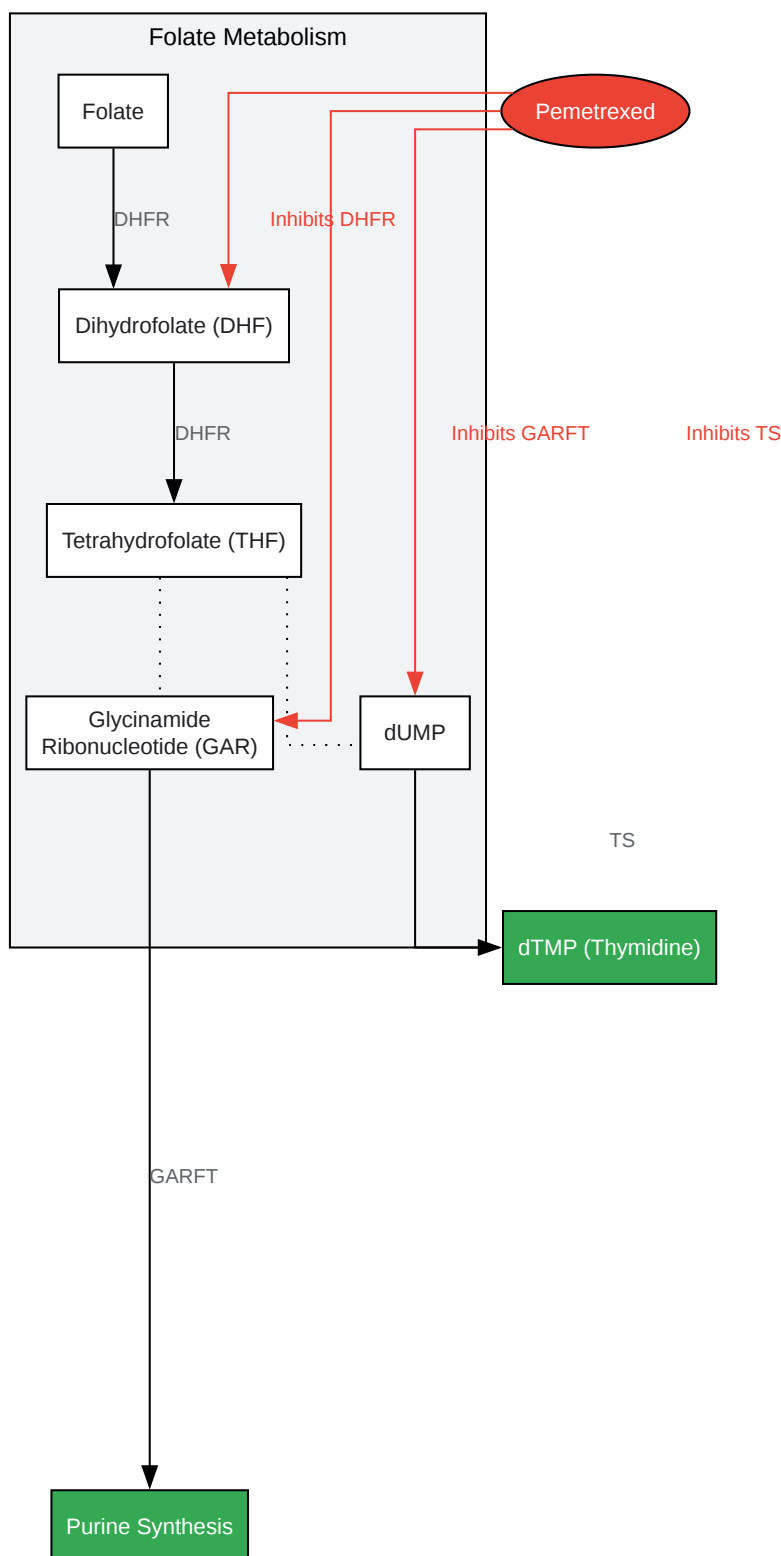 Folate Metabolism
Folate
Pemetrexed
DHFR
Inhibits DHFR
Dihydrofolate (DHF)
DHFR
Inhibits GARFT
Inhibits TS
Tetrahydrofolate (THF)
Glycinamide
Ribonucleotide (GAR)
dUMP
TS
dTMP (Thymidine)
GARFT
Purine Synthesis